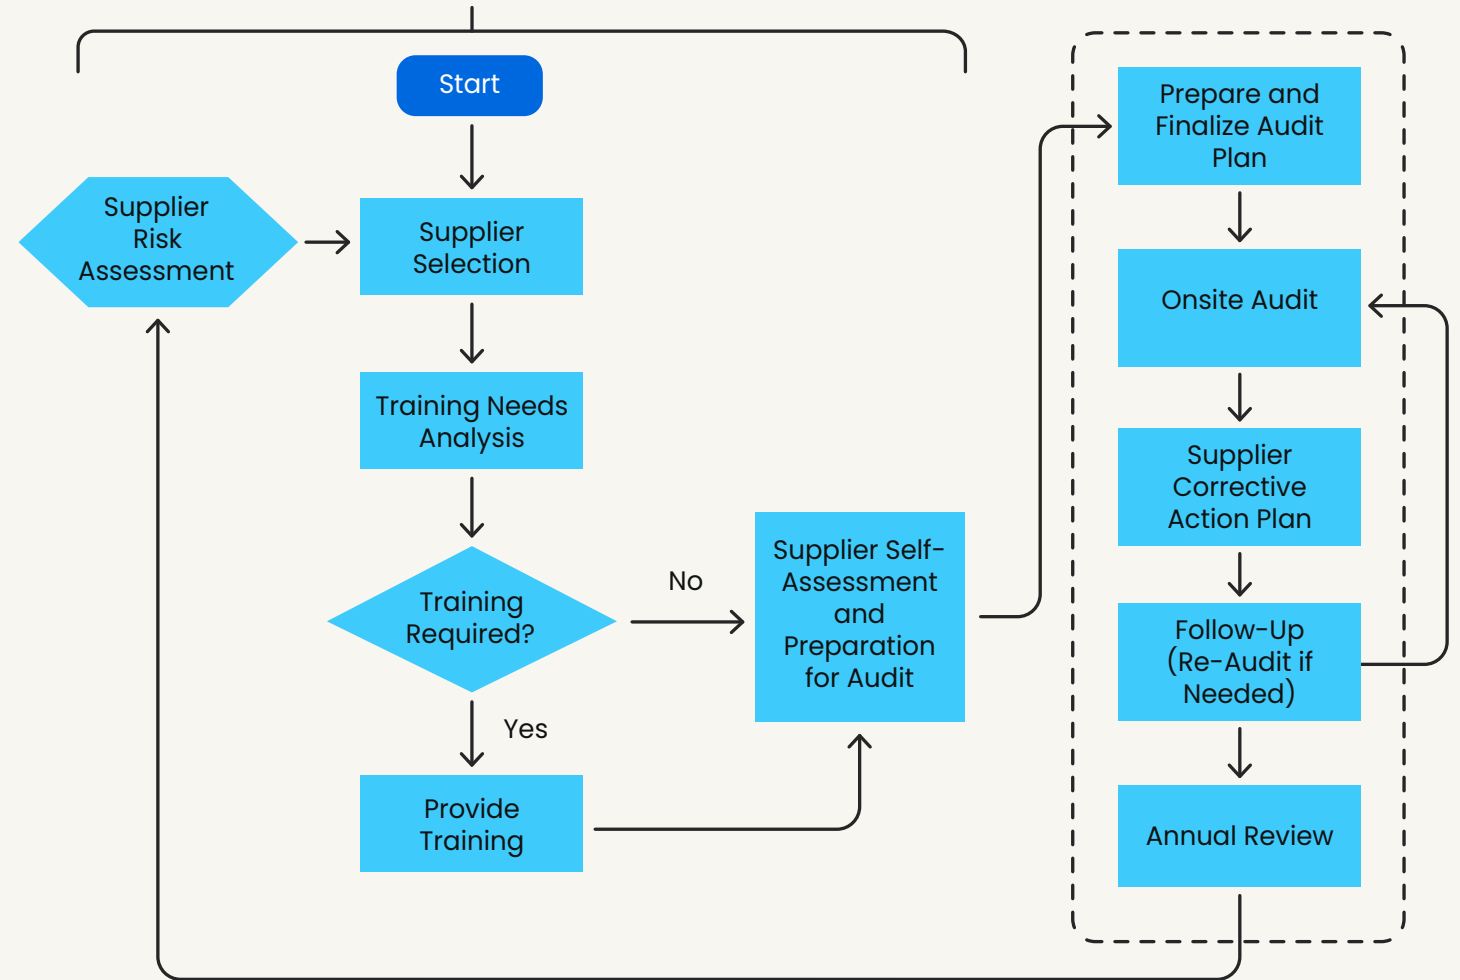 Start
Supplier
Risk
Assessment
Supplier
Selection
Training Needs
Analysis
Training
Required?
No
Yes
Provide
Training
Supplier Self-
Assessment
and
Preparation
for Audit
Prepare and
Finalize Audit
Plan
Onsite Audit
Supplier
Corrective
Action Plan
Follow-Up
(Re-Audit if
Needed)
Annual Review